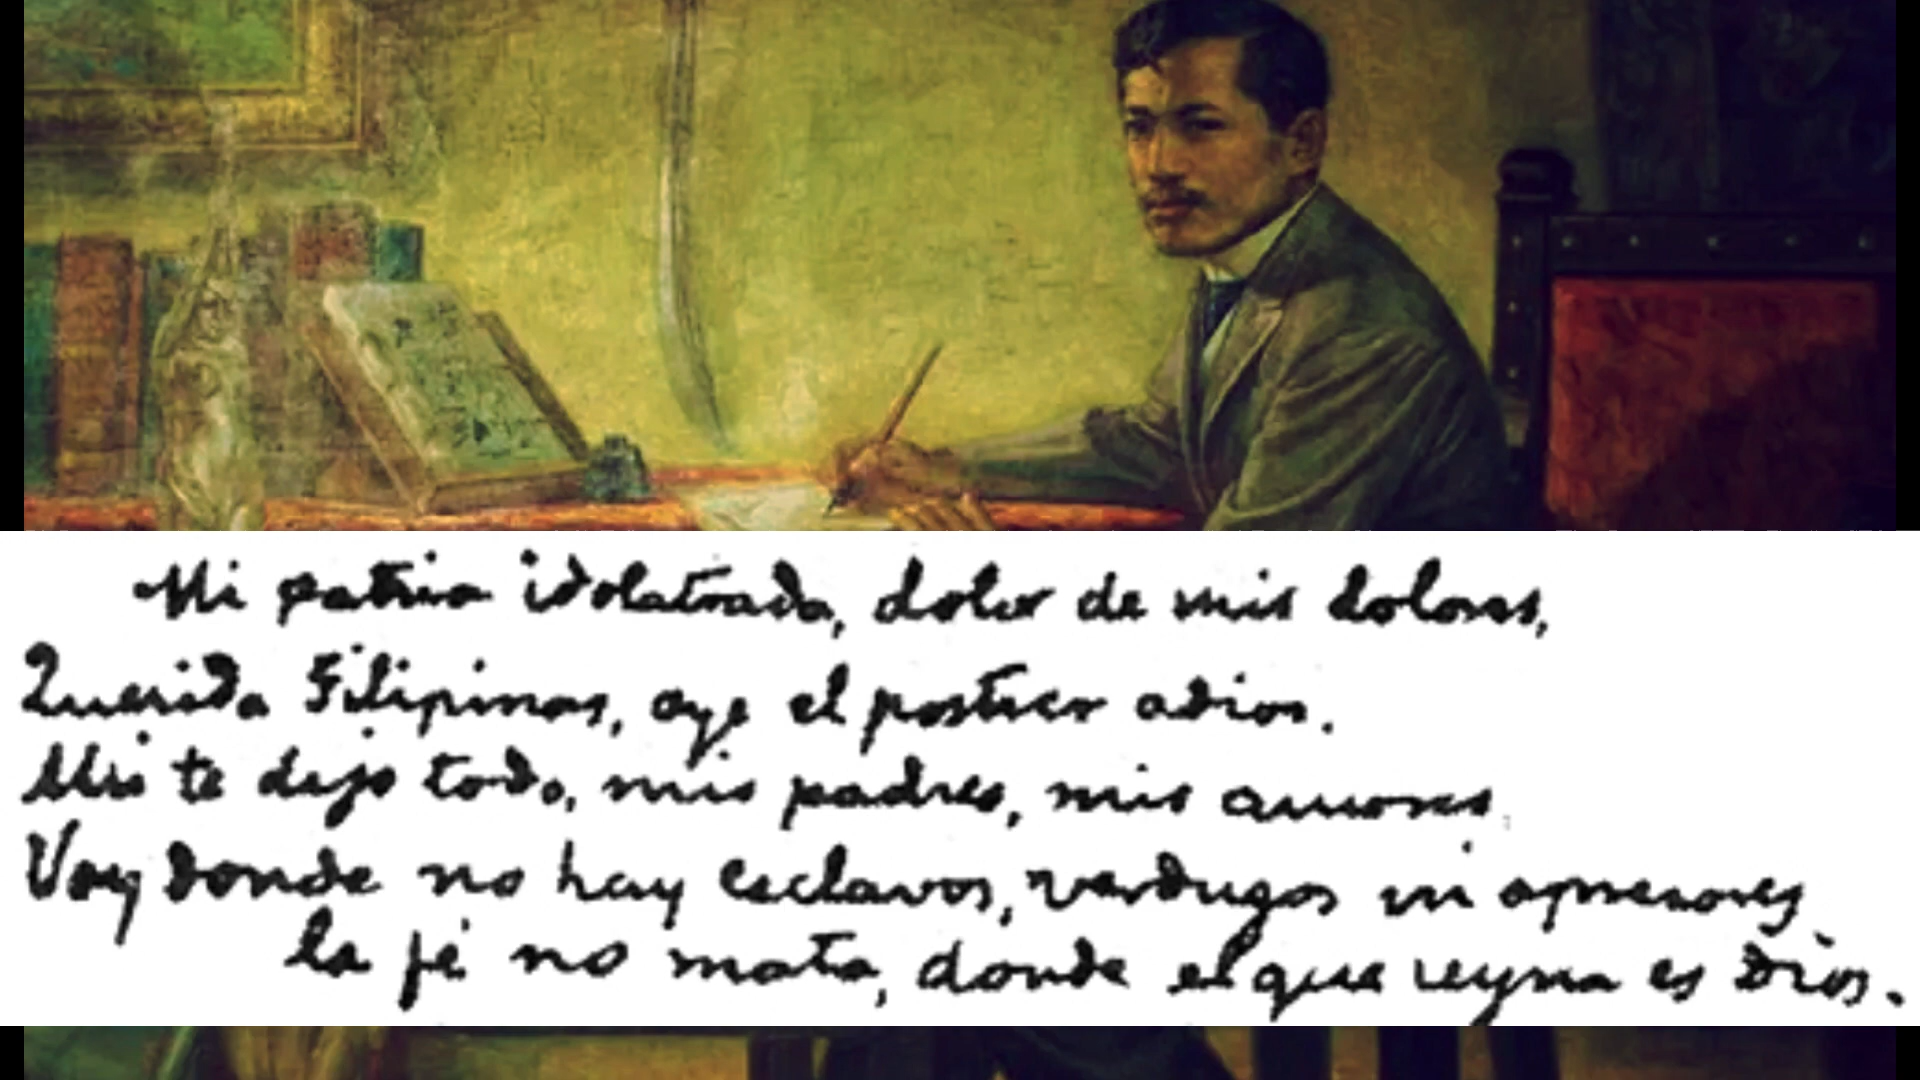 Mi patria idolatrada, dolor de mis dolores,
Querida Filipinas, oye el postrer adios.
Ahi te dejo todo, mis padres, mis amores.
Voy donde no hay esclavos, verdugos ni opresores
la fé no mata, donde el que reyna es Dios.